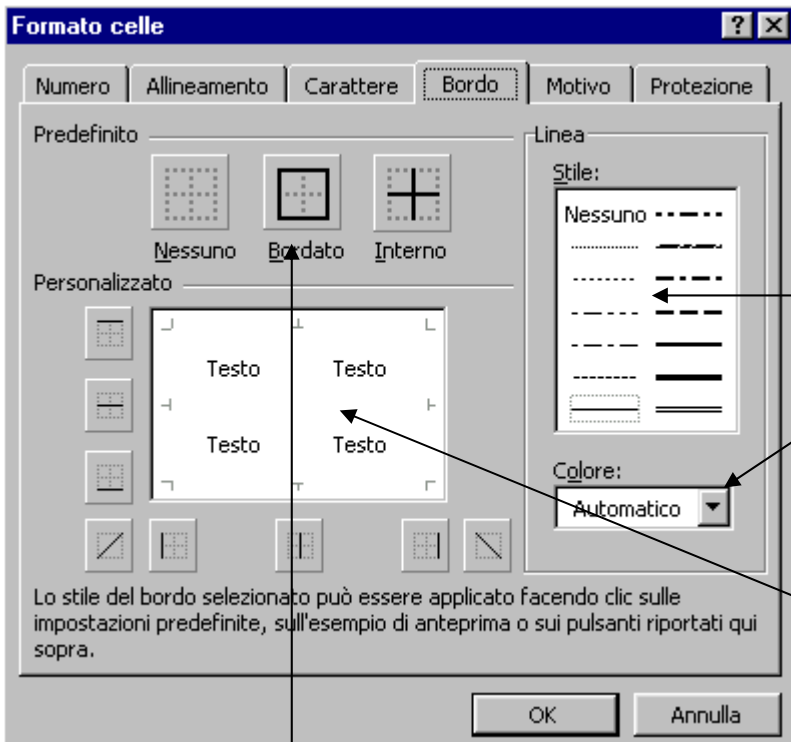 Formato celle
Numero Allineamento Carattere Bordo Motivo Protezione
Predefinito
Nessuno Bordato Interno
Personalizzato
Testo Testo
Testo Testo
Linea
Stile:
Nessuno
Colore:
Automatico
Lo stile del bordo selezionato può essere applicato facendo clic sulle
impostazioni predefinite, sull'esempio di anteprima o sui pulsanti riportati qui
sopra.
OK Annulla